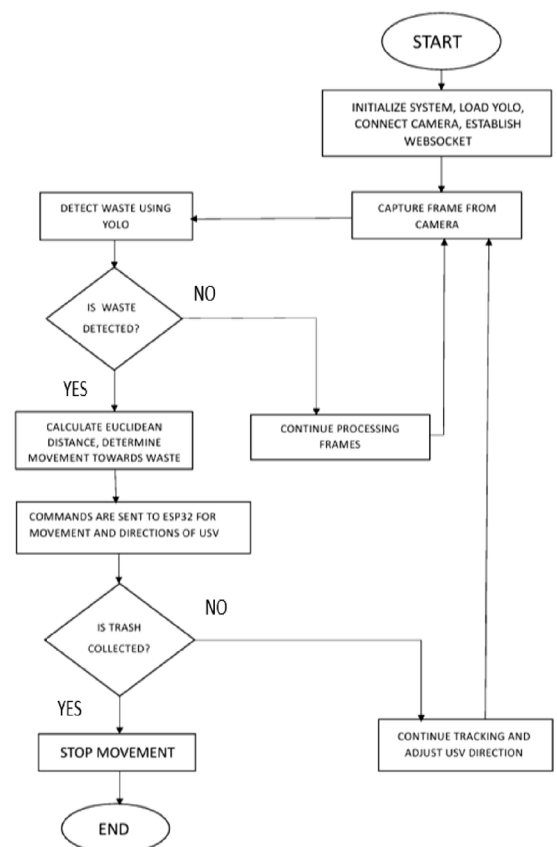 START
INITIALIZE SYSTEM, LOAD YOLO,
CONNECT CAMERA, ESTABLISH
WEBSOCKET
CAPTURE FRAME FROM
CAMERA
DETECT WASTE USING
YOLO
IS WASTE
DETECTED?
NO
YES
CONTINUE PROCESSING
FRAMES
CALCULATE EUCLIDEAN
DISTANCE, DETERMINE
MOVEMENT TOWARDS WASTE
COMMANDS ARE SENT TO ESP32 FOR
MOVEMENT AND DIRECTIONS OF USV
IS TRASH
COLLECTED?
NO
YES
CONTINUE TRACKING AND
ADJUST USV DIRECTION
STOP MOVEMENT
END